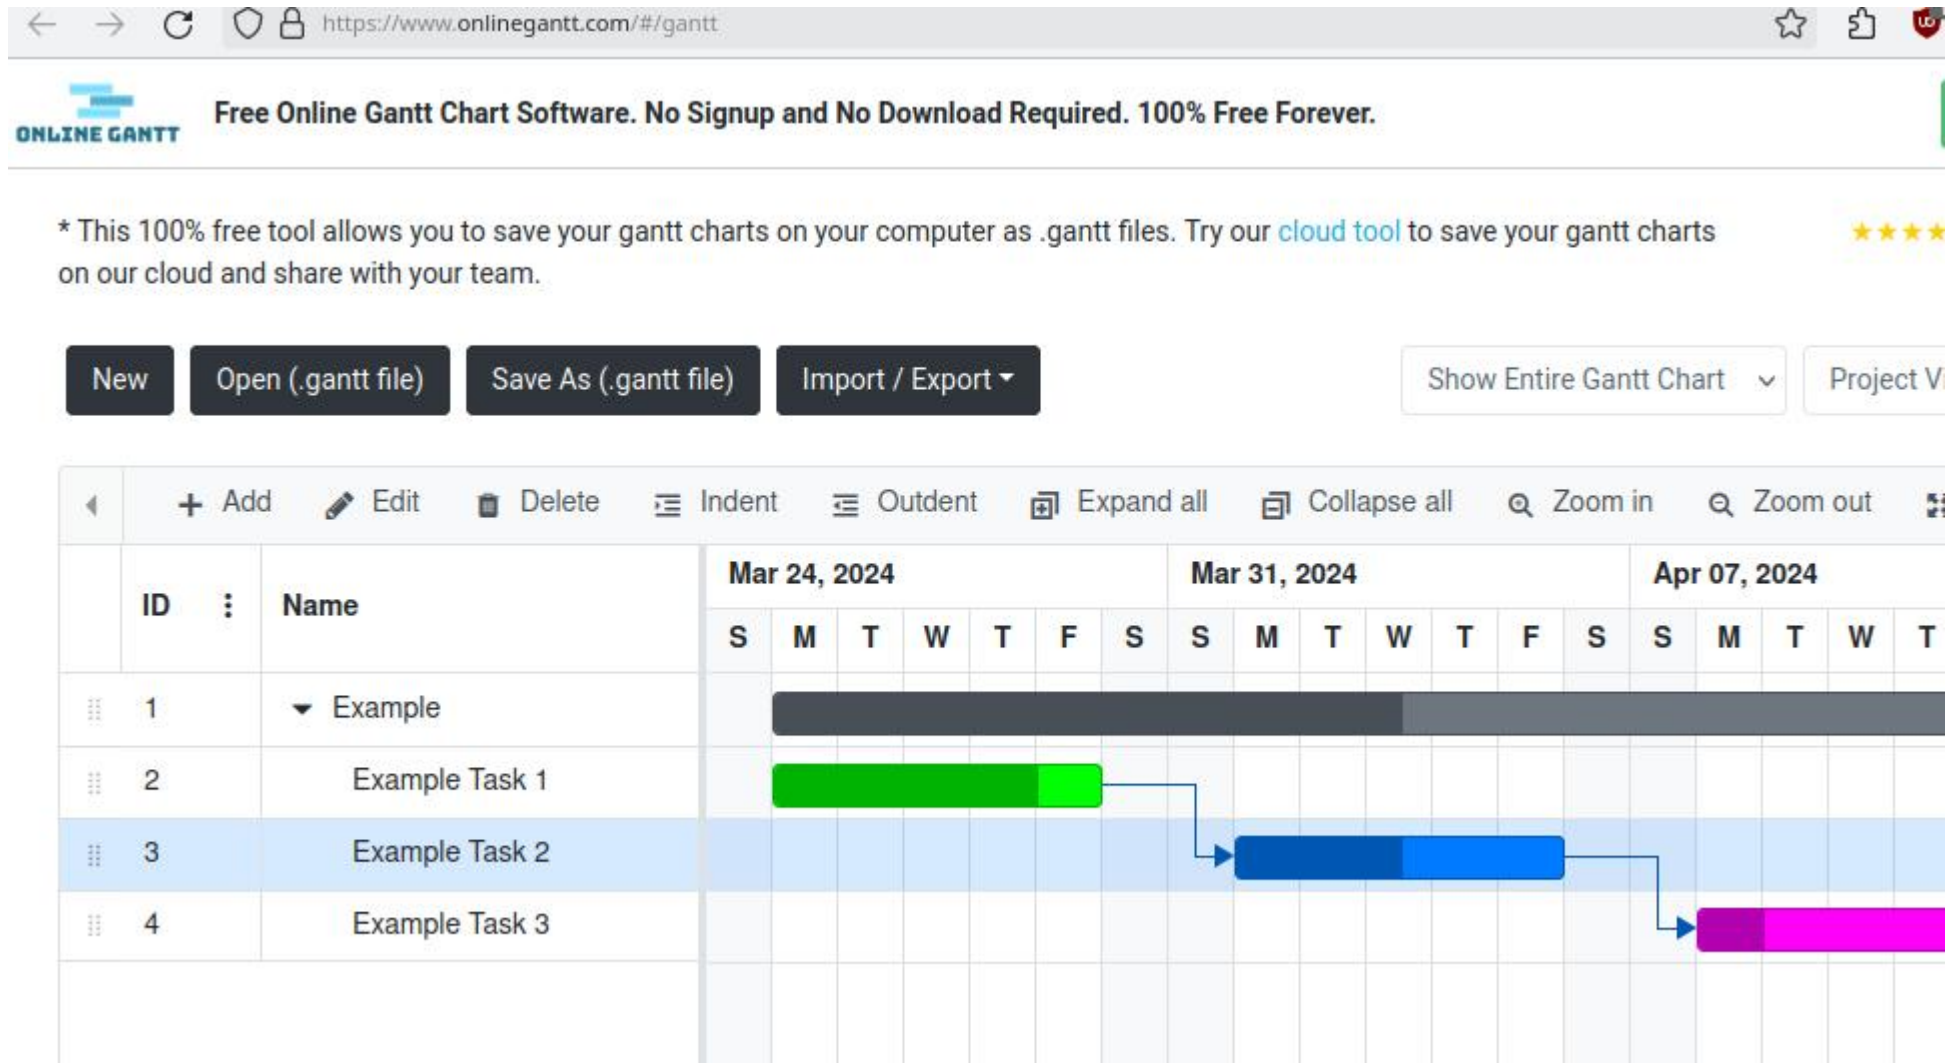 https://www.onlinegantt.com/#/gantt
ONLINE GANTT
Free Online Gantt Chart Software. No Signup and No Download Required. 100% Free Forever.
* This 100% free tool allows you to save your gantt charts on your computer as .gantt files. Try our cloud tool to save your gantt charts
on our cloud and share with your team.
New Open (.gantt file) Save As (.gantt file) Import / Export Show Entire Gantt Chart Project
Add Edit Delete Indent Outdent Expand all Collapse all Zoom in Zoom out
Mar 24, 2024 Mar 31, 2024 Apr 07, 2024
ID Name
S M T W T F S S M T W T F S S M T W T
1 Example
2 Example Task 1
3 Example Task 2
4 Example Task 3